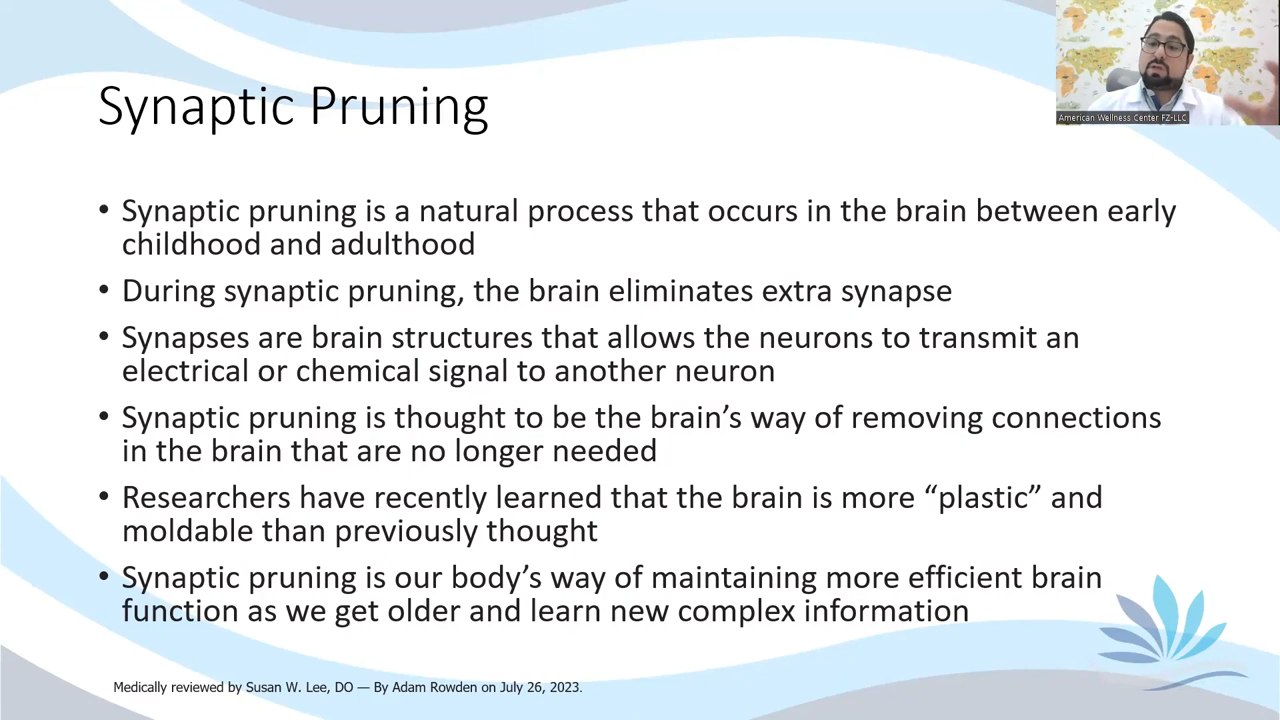 American Wellness Center FZ-LLC
Synaptic Pruning
• Synaptic pruning is a natural process that occurs in the brain between early
childhood and adulthood
• During synaptic pruning, the brain eliminates extra synapse
• Synapses are brain structures that allows the neurons to transmit an
electrical or chemical signal to another neuron
• Synaptic pruning is thought to be the brain’s way of removing connections
in the brain that are no longer needed
• Researchers have recently learned that the brain is more “plastic” and
moldable than previously thought
• Synaptic pruning is our body’s way of maintaining more efficient brain
function as we get older and learn new complex information
Medically reviewed by Susan W. Lee, DO — By Adam Rowden on July 26, 2023.